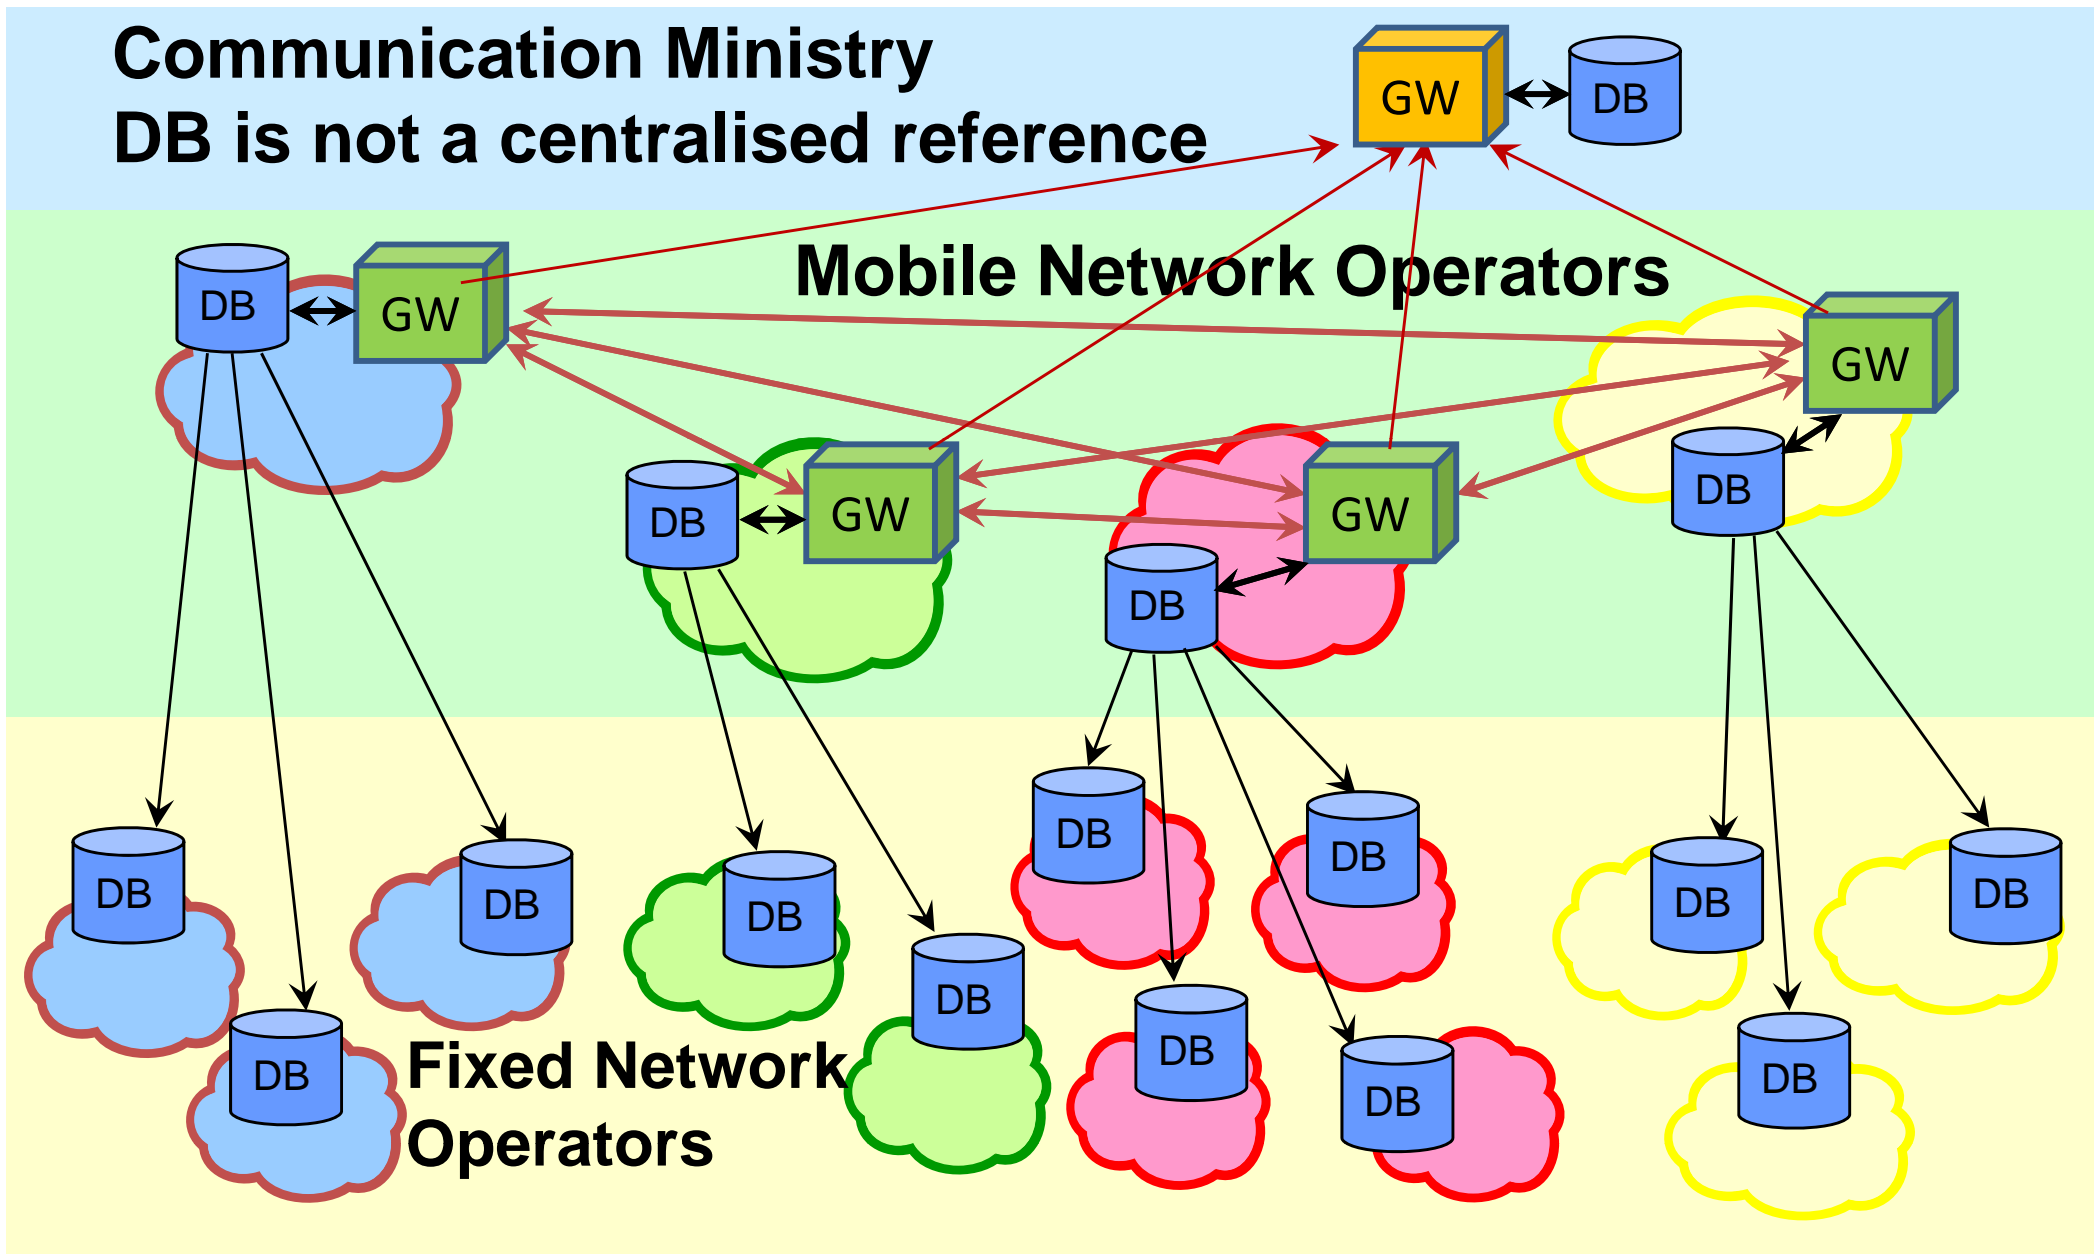 Communication Ministry
DB is not a centralised reference
GW
DB
Mobile Network Operators
DB
GW
GW
DB
DB
GW
GW
DB
DB
DB
DB
DB
DB
DB
DB
DB
DB
DB
DB
DB
Fixed Network
Operators